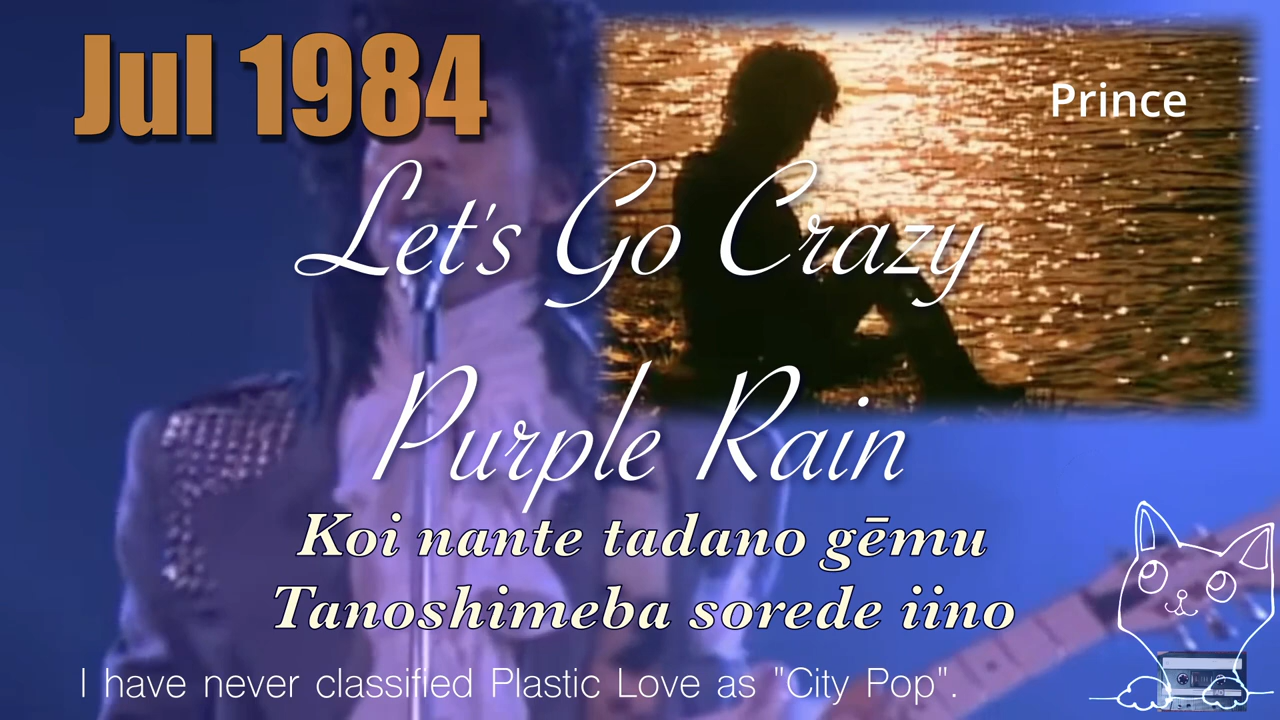 Jul 1984
Prince
Let's Go Crazy
Purple Rain
Koi nante tadano gēmu
Tanoshimeba sorede iino
I have never classified Plastic Love as "City Pop".